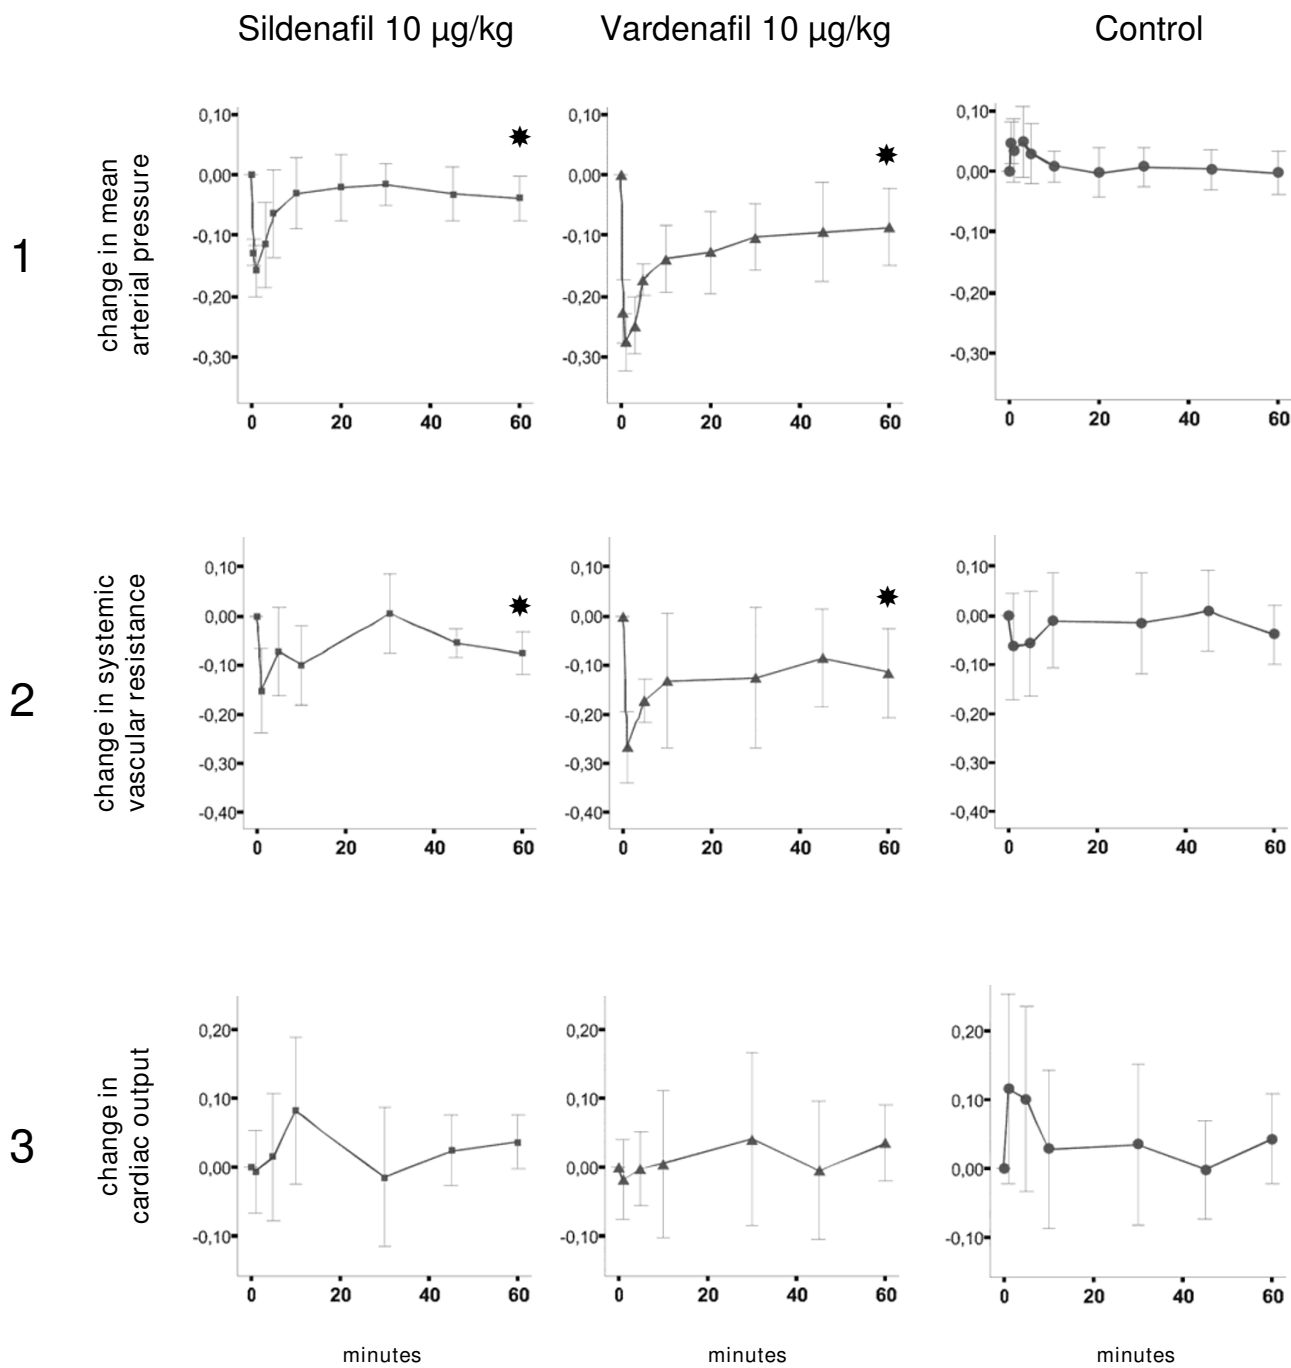 Sildenafil 10 µg/kg Vardenafil 10 µg/kg Control
1
change in mean
arterial pressure
0,10
0,00
-0,10
-0,20
-0,30
0 20 40 60
0,10
0,00
-0,10
-0,20
-0,30
0 20 40 60
0,10
0,00
-0,10
-0,20
-0,30
0 20 40 60
2
change in systemic
vascular resistance
0,10
0,00
-0,10
-0,20
-0,30
-0,40
0 20 40 60
0,10
0,00
-0,10
-0,20
-0,30
-0,40
0 20 40 60
0,10
0,00
-0,10
-0,20
-0,30
-0,40
0 20 40 60
3
change in
cardiac output
0,20
0,10
0,00
-0,10
0 20 40 60
0,20
0,10
0,00
-0,10
0 20 40 60
0,20
0,10
0,00
-0,10
0 20 40 60
minutes minutes minutes